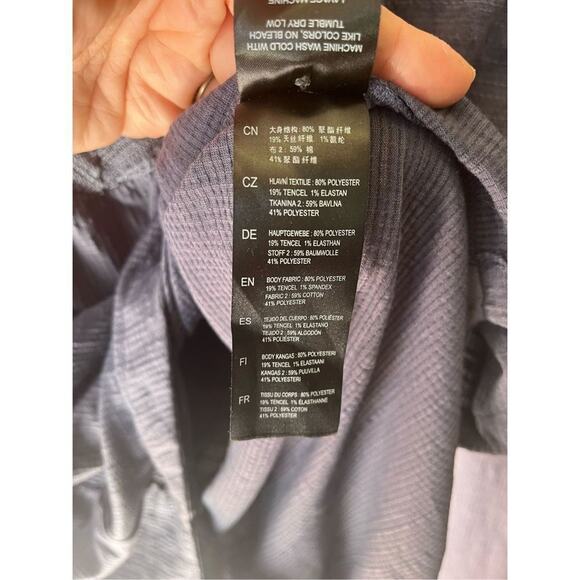 LAVAGE MACHINE
TUMBLE DRY LOW
LIKE COLORS, NO BLEACH
MACHINE WASH COLD WITH
CN
大身结构:80% 聚酯纤维
19% 天丝纤维 1% 氨纶
布 2:59% 棉
41% 聚酯纤维
CZ
HLAVNÍ TEXTILE : 80% POLYESTER
19% TENCEL 1% ELASTAN
TKANINA 2 : 59% BAVLNA
41% POLYESTER
DE
HAUPTGEWEBE : 80% POLYESTER
19% TENCEL 1% ELASTHAN
STOFF 2 : 59% BAUMWOLLE
41% POLYESTER
EN
BODY FABRIC : 80% POLYESTER
19% TENCEL 1% SPANDEX
FABRIC 2 : 59% COTTON
41% POLYESTER
ES
TEJIDO DEL CUERPO : 80% POLIÉSTER
19% TENCEL 1% ELASTANO
TEJIDO 2 : 59% ALGODÓN
41% POLIÉSTER
FI
BODY KANGAS : 80% POLYESTERI
19% TENCEL 1% ELASTAANI
KANGAS 2 : 59% PUUVILLA
41% POLYESTERI
FR
TISSU DU CORPS : 80% POLYESTER
19% TENCEL 1% ÉLASTHANNE
TISSU 2 : 59% COTON
41% POLYESTER